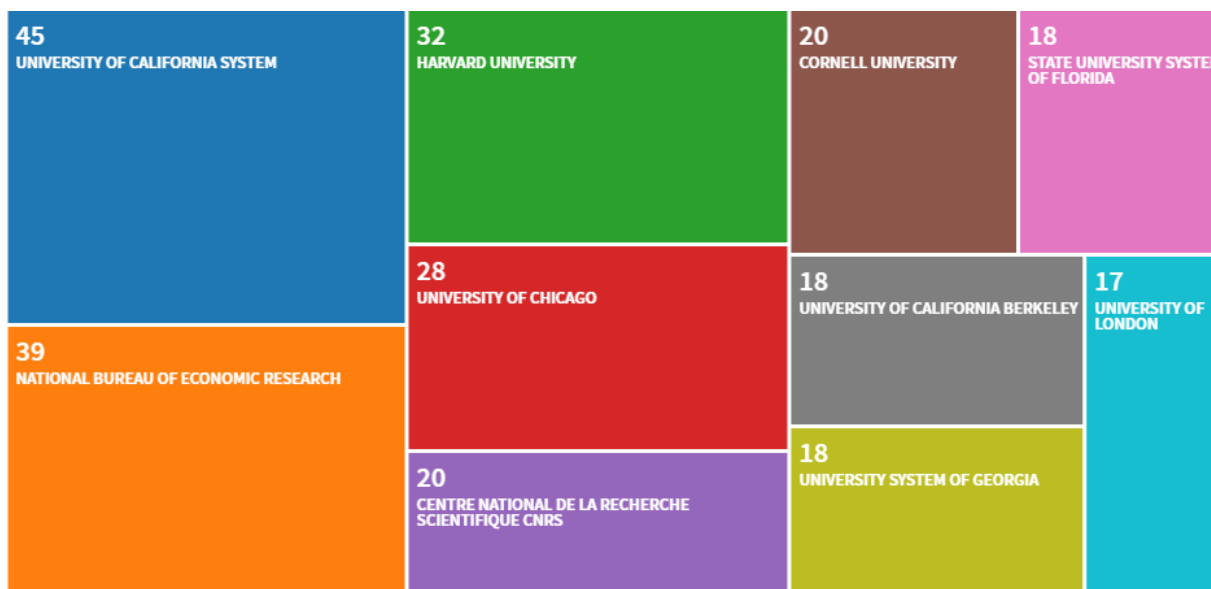 45
UNIVERSITY OF CALIFORNIA SYSTEM
39
NATIONAL BUREAU OF ECONOMIC RESEARCH
32
HARVARD UNIVERSITY
28
UNIVERSITY OF CHICAGO
20
CENTRE NATIONAL DE LA RECHERCHE
SCIENTIFIQUE CNRS
20
CORNELL UNIVERSITY
18
STATE UNIVERSITY SYSTE
OF FLORIDA
18
UNIVERSITY OF CALIFORNIA BERKELEY
17
UNIVERSITY OF
LONDON
18
UNIVERSITY SYSTEM OF GEORGIA